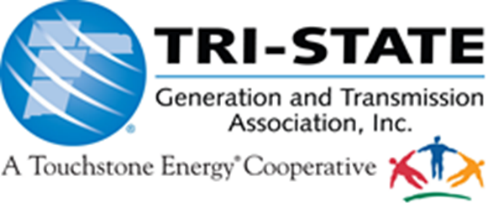 TRI-STATE
Generation and Transmission
Association, Inc.
®
A Touchstone Energy® Cooperative